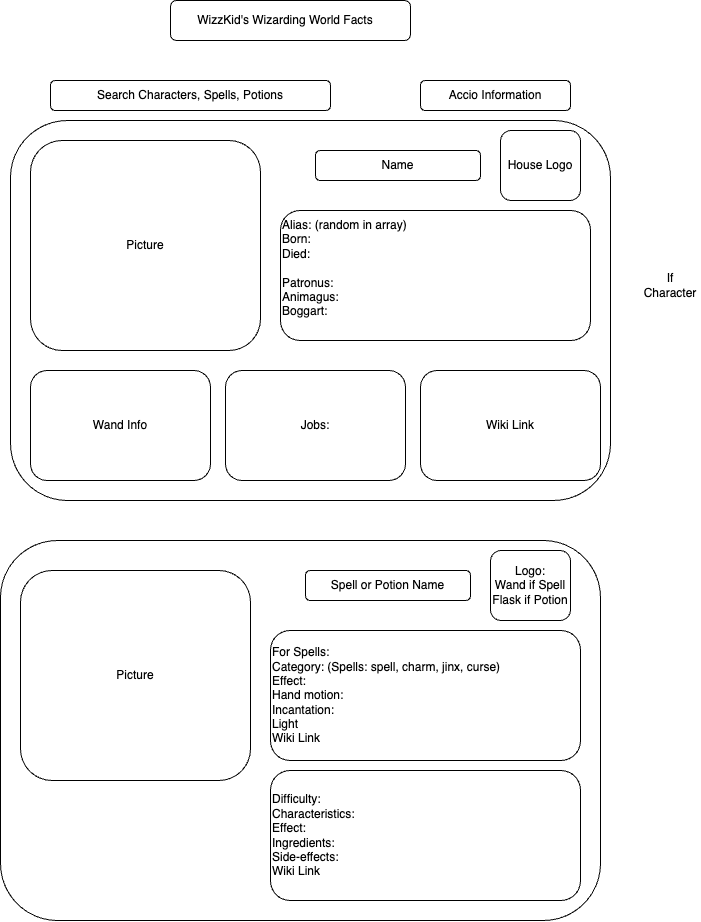 WizzKid's Wizarding World Facts
Search Characters, Spells, Potions
Accio Information
Picture
Name
House Logo
Alias: (random in array)
Born:
Died:
Patronus:
Animagus:
Boggart:
If
Character
Wand Info
Jobs:
Wiki Link
Picture
Spell or Potion Name
Logo:
Wand if Spell
Flask if Potion
For Spells:
Category: (Spells: spell, charm, jinx, curse)
Effect:
Hand motion:
Incantation:
Light
Wiki Link
Difficulty:
Characteristics:
Effect:
Ingredients:
Side-effects:
Wiki Link